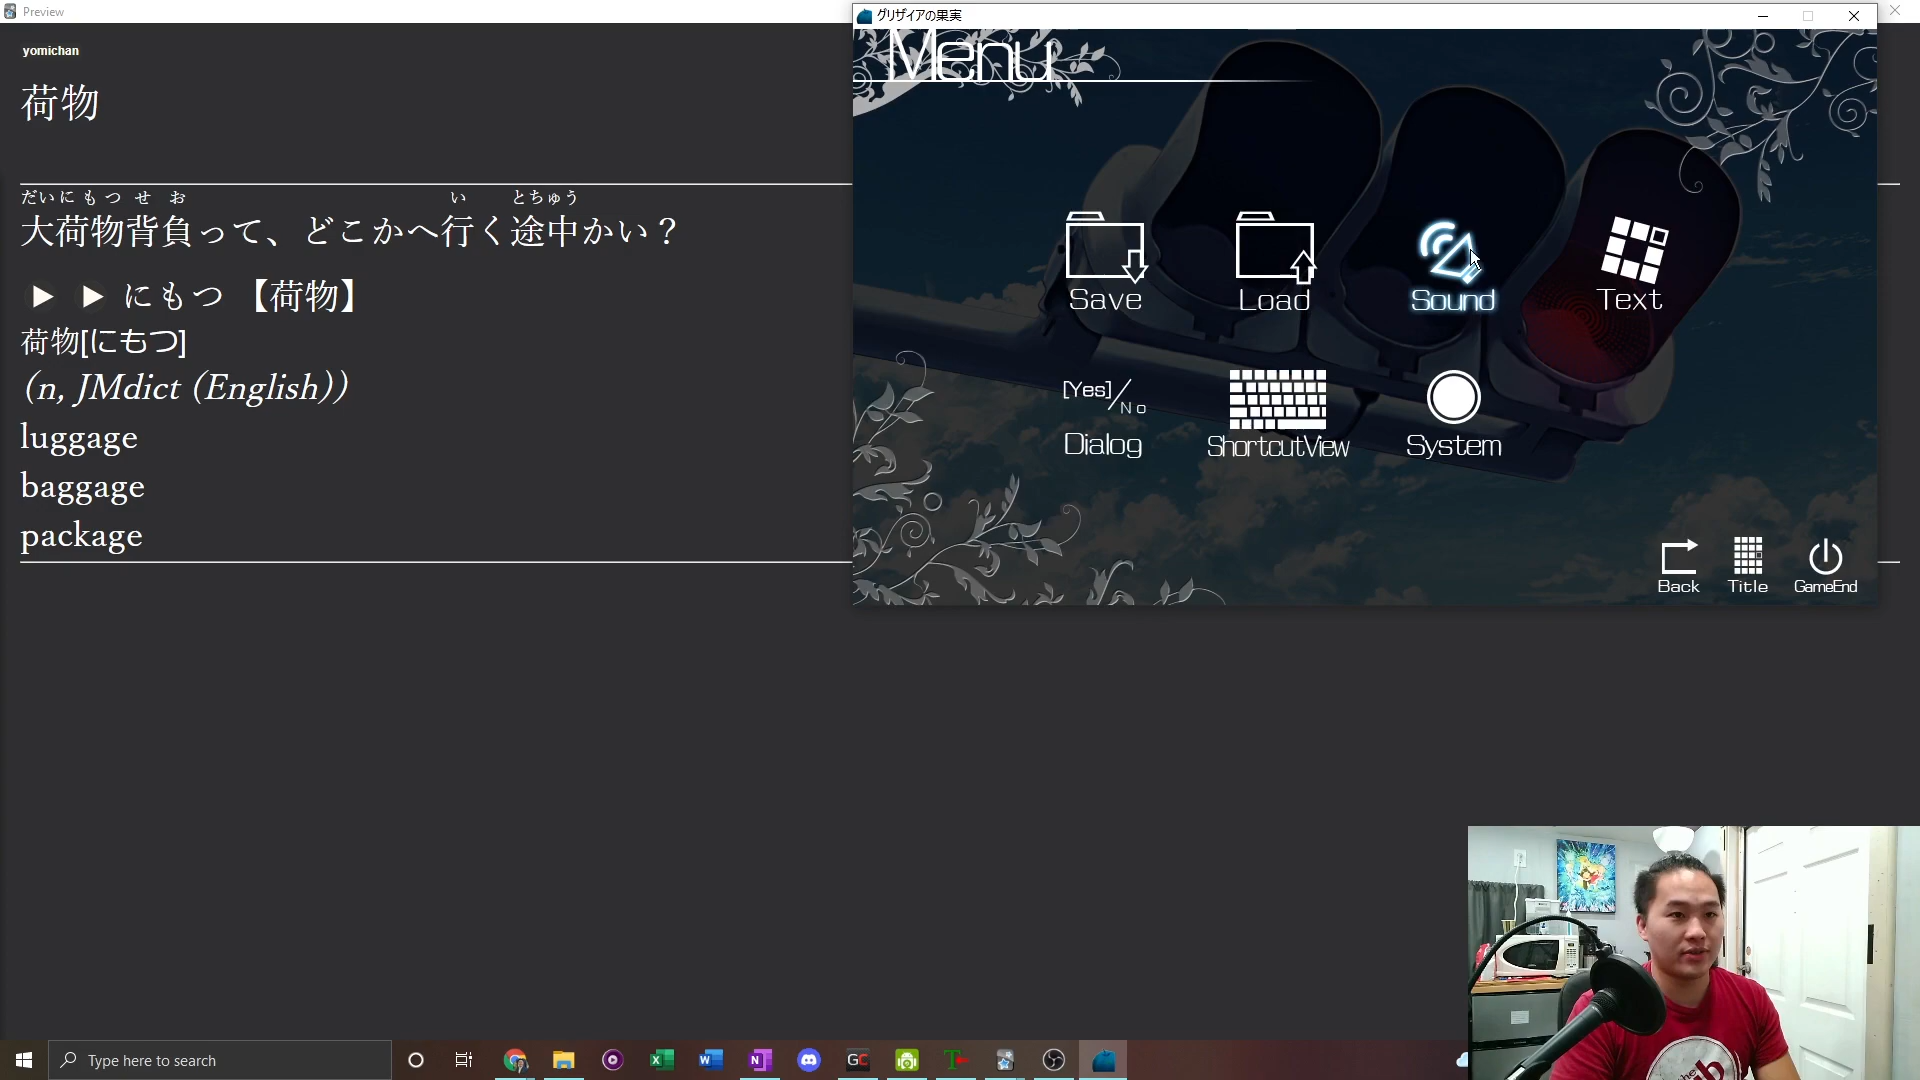 Preview
yomichan
荷物
だいにもつせお い とちゅう
大荷物背負って、どこかへ行く途中かい？
にもつ 【荷物】
荷物[にもつ]
(n, JMdict (English))
luggage
baggage
package
グリザイアの果実
Menu
Save
Load
Sound
Text
[Yes]/No
Dialog
ShortcutView
System
Back
Title
GameEnd
Type here to search
GC